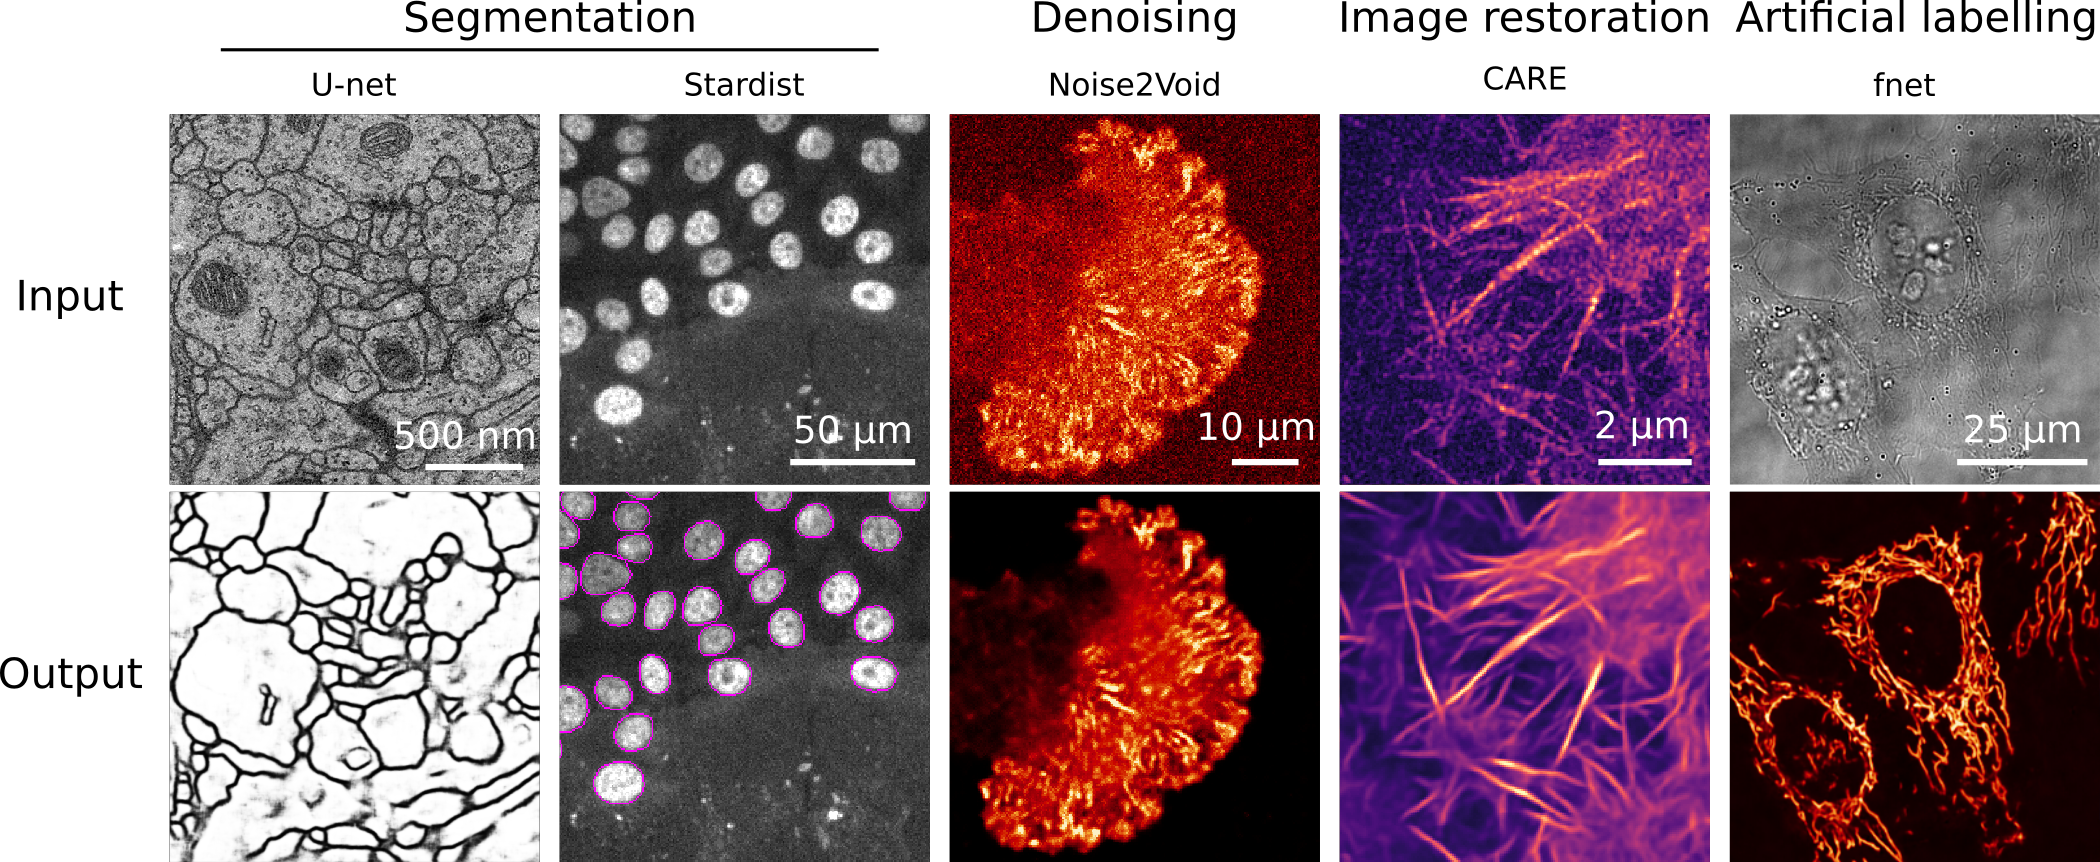 Segmentation
Denoising
Image restoration
Artificial labelling
U-net
Stardist
Noise2Void
CARE
fnet
Input
500 nm
50 µm
10 µm
2 µm
25 µm
Output